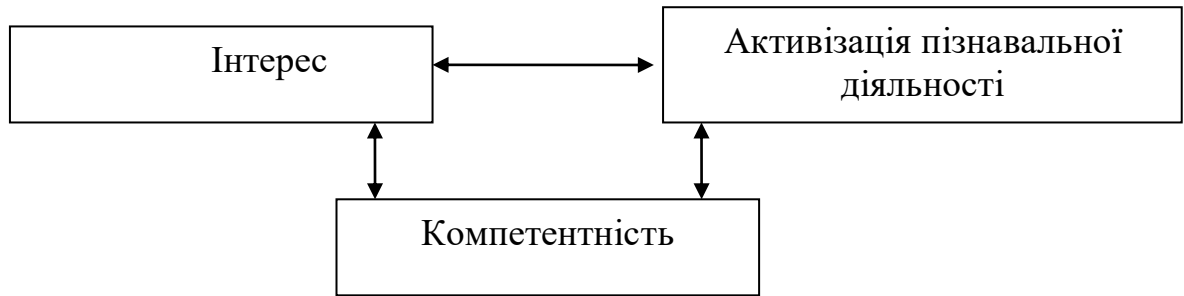 Інтерес
Активізація пізнавальної
діяльності
Компетентність